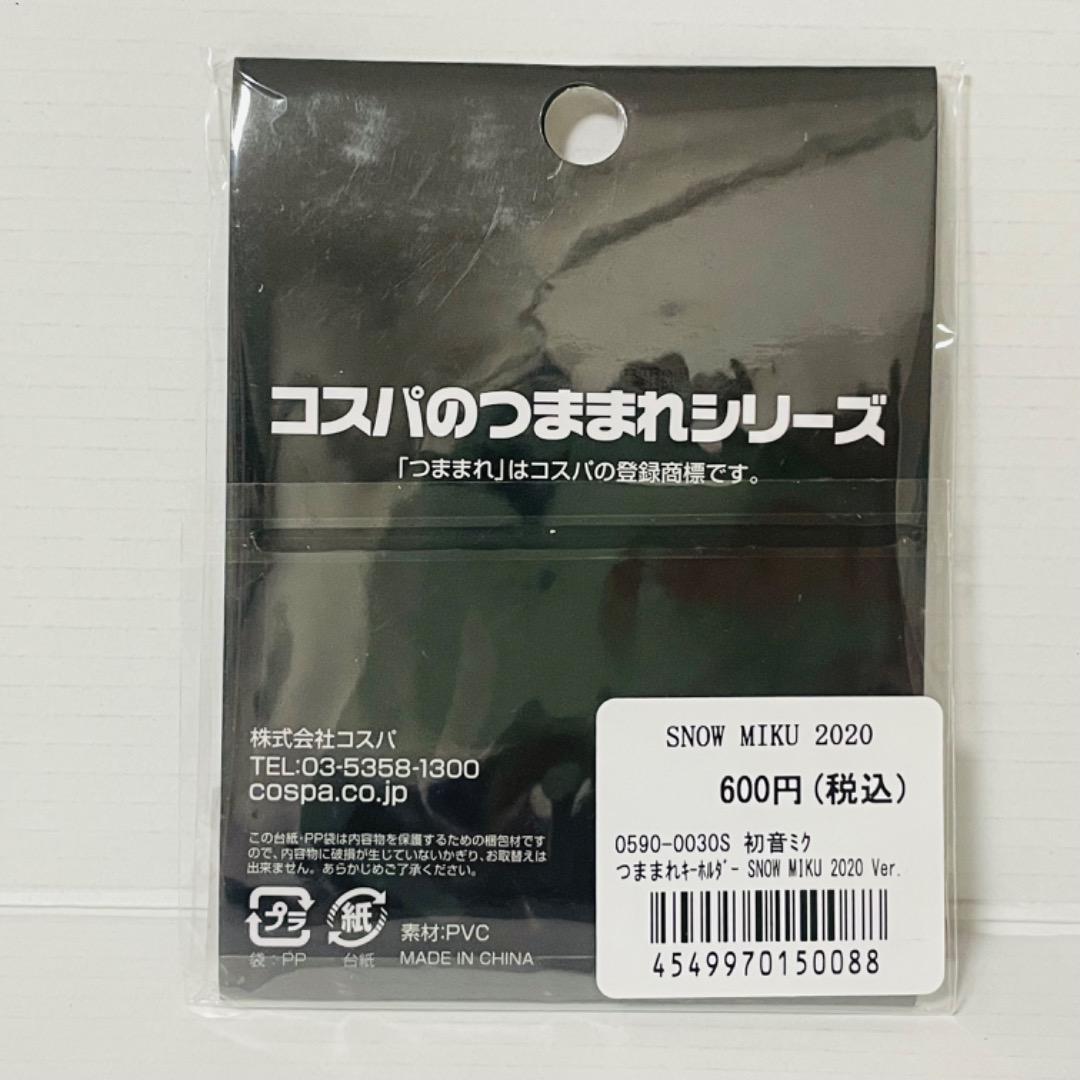 コスパのつままれシリーズ
「つままれ」はコスパの登録商標です。
株式会社コスパ
TEL:03-5358-1300
cospa.co.jp
この台紙・PP袋は内容物を保護するための梱包材です
ので、内容物に破損が生じていないかぎり、お取替えは
出来ません。あらかじめご了承ください。
プラ
紙
袋:PP
台紙
素材:PVC
MADE IN CHINA
SNOW MIKU 2020
600円(税込)
0590-0030S 初音ﾐｸ
つままれｷｰﾎﾙﾀﾞｰ SNOW MIKU 2020 Ver.
4549970150088